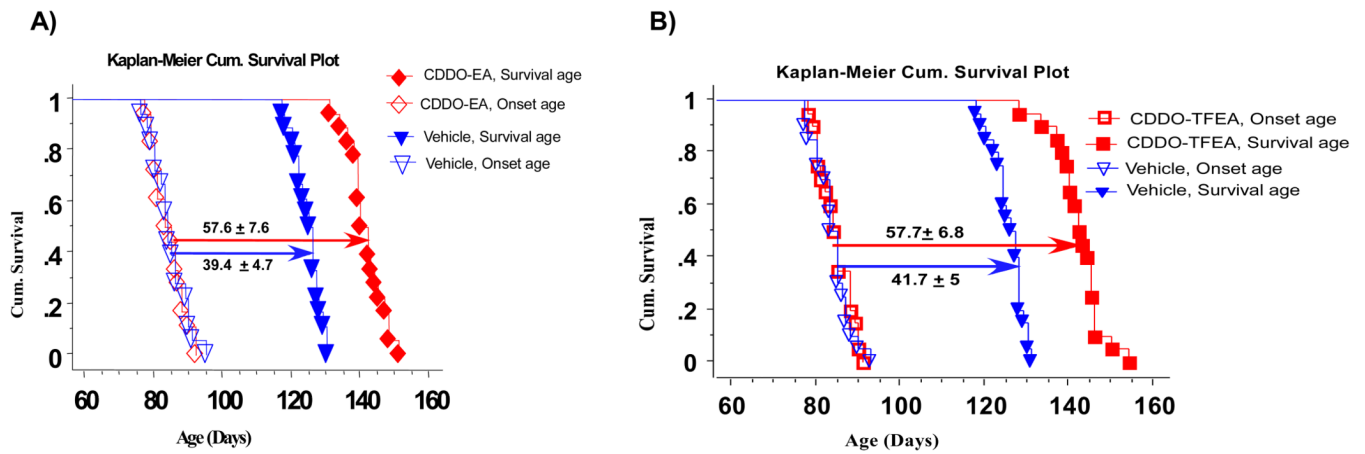 A)
Kaplan-Meier Cum. Survival Plot
CDDO-EA, Survival age
CDDO-EA, Onset age
Vehicle, Survival age
Vehicle, Onset age
Cum. Survival
1
.8
.6
.4
.2
0
57.6 ± 7.6
39.4 ± 4.7
60 80 100 120 140 160
Age (Days)
B)
Kaplan-Meier Cum. Survival Plot
CDDO-TFEA, Onset age
CDDO-TFEA, Survival age
Vehicle, Onset age
Vehicle, Survival age
Cum. Survival
1
.8
.6
.4
.2
0
57.7± 6.8
41.7 ± 5
60 80 100 120 140 160
Age (Days)